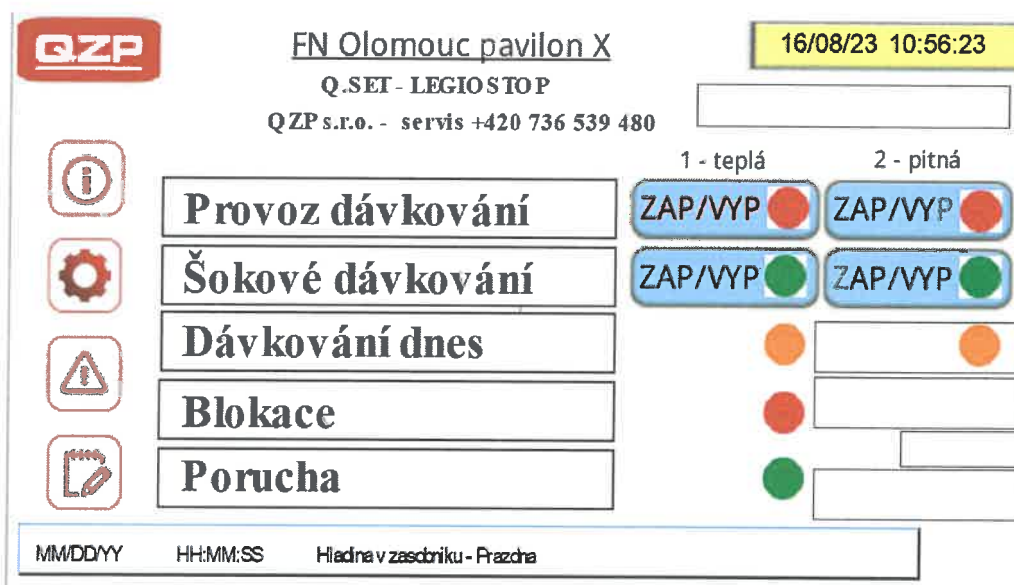 QZP
FN Olomouc pavilon X
16/08/23 10:56:23
Q.SET - LEGIOSTOP
QZP s.r.o. - servis +420 736 539 480
1 - teplá
2 - pitná
Provoz dávkování
ZAP/VYP
ZAP/VYP
Šokové dávkování
ZAP/VYP
ZAP/VYP
Dávkování dnes
Blokace
Porucha
MM/DD/YY HH:MM:SS Hladina v zasobniku - Prazdna